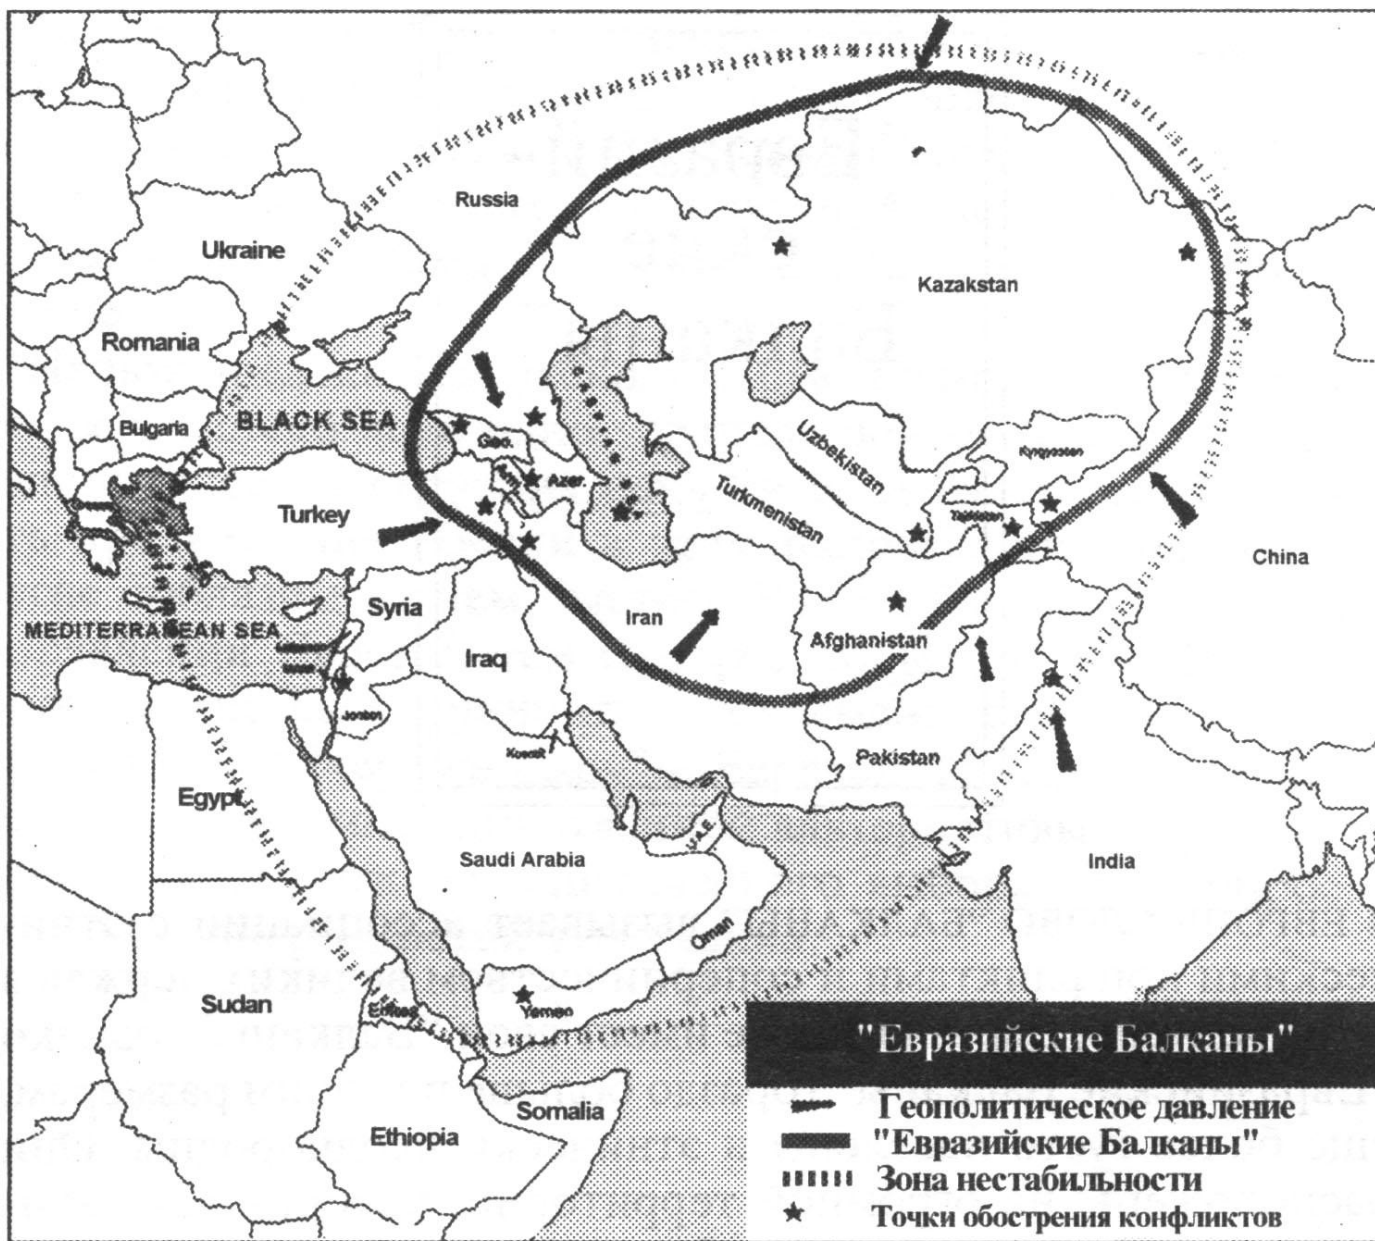 Russia
Ukraine
Kazakstan
Romania
BLACK SEA
Bulgaria
Geo.
Azer.
CASPIAN SEA
Uzbekistan
Kyrgyzstan
Turkmenistan
Turkey
China
Syria
MEDITERRANEAN SEA
Iran
Afghanistan
Iraq
Jordan
Kuwait
Pakistan
Egypt
U.A.E.
Saudi Arabia
India
Oman
Sudan
Eritrea
Yemen
Somalia
Ethiopia
"Евразийские Балканы"
Геополитическое давление
"Евразийские Балканы"
Зона нестабильности
Точки обострения конфликтов